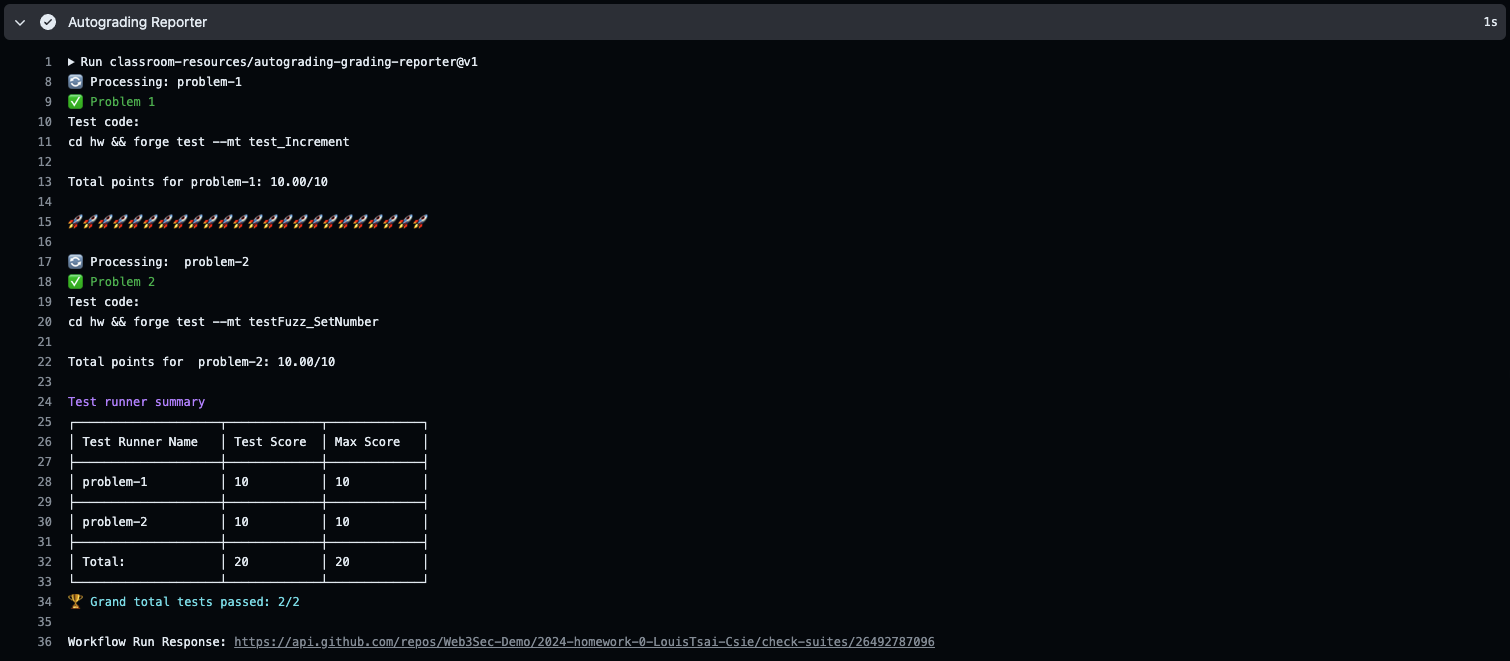 Autograding Reporter 1s
1 ▶ Run classroom-resources/autograding-grading-reporter@v1
8 🔄 Processing: problem-1
9 ✅ Problem 1
10 Test code:
11 cd hw && forge test --mt test_Increment
12
13 Total points for problem-1: 10.00/10
14
15 🚀🚀🚀🚀🚀🚀🚀🚀🚀🚀🚀🚀🚀🚀🚀🚀🚀🚀🚀🚀🚀🚀🚀🚀
16
17 🔄 Processing:  problem-2
18 ✅ Problem 2
19 Test code:
20 cd hw && forge test --mt testFuzz_SetNumber
21
22 Total points for  problem-2: 10.00/10
23
24 Test runner summary
25
26 Test Runner Name Test Score Max Score
27
28 problem-1 10 10
29
30 problem-2 10 10
31
32 Total: 20 20
33
34 🏆 Grand total tests passed: 2/2
35
36 Workflow Run Response: https://api.github.com/repos/Web3Sec-Demo/2024-homework-0-LouisTsai-Csie/check-suites/26492787096